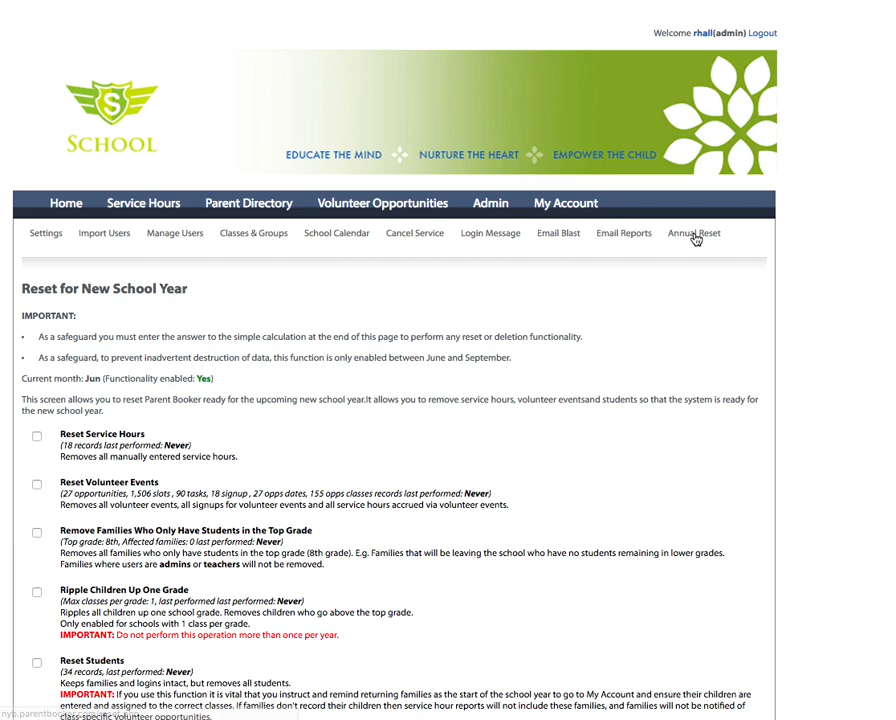 Welcome rhall(admin) Logout
S
SCHOOL
EDUCATE THE MIND NURTURE THE HEART EMPOWER THE CHILD
Home Service Hours Parent Directory Volunteer Opportunities Admin My Account
Settings Import Users Manage Users Classes & Groups School Calendar Cancel Service Login Message Email Blast Email Reports Annual Reset
Reset for New School Year
IMPORTANT:
• As a safeguard you must enter the answer to the simple calculation at the end of this page to perform any reset or deletion functionality.
• As a safeguard, to prevent inadvertent destruction of data, this function is only enabled between June and September.
Current month: Jun (Functionality enabled: Yes)
This screen allows you to reset Parent Booker ready for the upcoming new school year.It allows you to remove service hours, volunteer eventsand students so that the system is ready for
the new school year.
Reset Service Hours
(18 records last performed: Never)
Removes all manually entered service hours.
Reset Volunteer Events
(27 opportunities, 1,506 slots , 90 tasks, 18 signup , 27 opps dates, 155 opps classes records last performed: Never)
Removes all volunteer events, all signups for volunteer events and all service hours accrued via volunteer events.
Remove Families Who Only Have Students in the Top Grade
(Top grade: 8th, Affected families: 0 last performed: Never)
Removes all families who only have students in the top grade (8th grade). E.g. Families that will be leaving the school who have no students remaining in lower grades.
Families where users are admins or teachers will not be removed.
Ripple Children Up One Grade
(Max classes per grade: 1, last performed last performed: Never)
Ripples all children up one school grade. Removes children who go above the top grade.
Only enabled for schools with 1 class per grade.
IMPORTANT: Do not perform this operation more than once per year.
Reset Students
(34 records, last performed: Never)
Keeps families and logins intact, but removes all students.
IMPORTANT: If you use this function it is vital that you instruct and remind returning families as the start of the school year to go to My Account and ensure their children are
entered and assigned to the correct classes. If families don't record their children then service hour reports will not include these families, and families will not be notified of
class-specific volunteer opportunities.